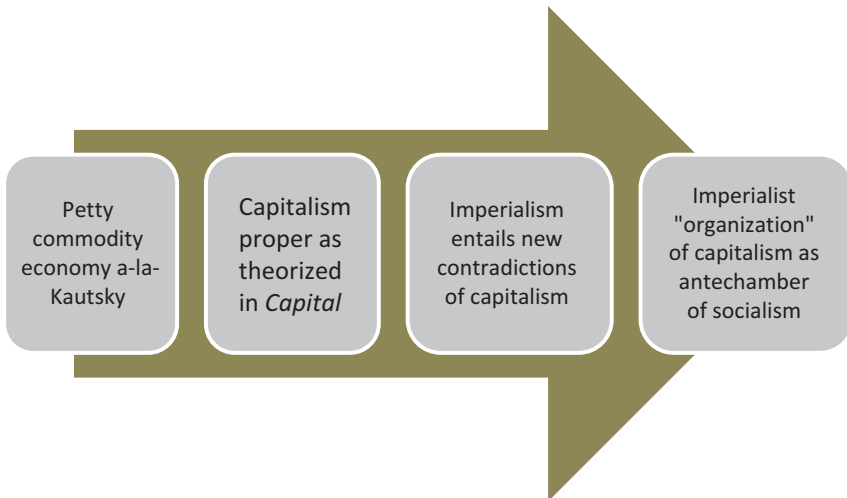 Petty
commodity
economy a-la-
Kautsky
Capitalism
proper as
theorized
in Capital
Imperialism
entails new
contradictions
of capitalism
Imperialist
"organization"
of capitalism as
antechamber
of socialism